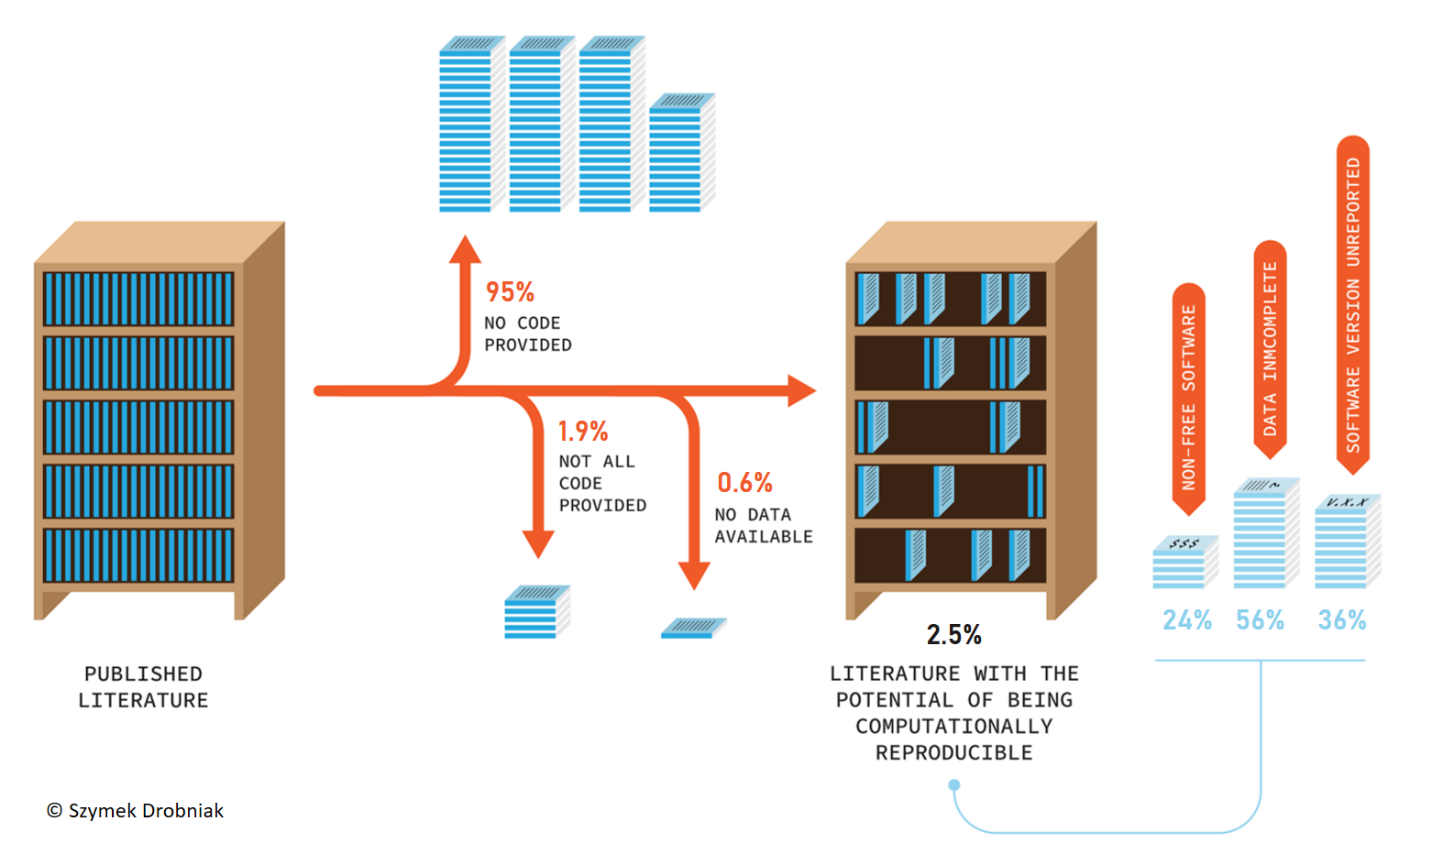 95%
NO CODE
PROVIDED
1.9%
NOT ALL
CODE
PROVIDED
0.6%
NO DATA
AVAILABLE
PUBLISHED
LITERATURE
2.5%
LITERATURE WITH THE
POTENTIAL OF BEING
COMPUTATIONALLY
REPRODUCIBLE
NON-FREE SOFTWARE
DATA INMCOMPLETE
SOFTWARE VERSION UNREPORTED
$$$
V.X.X
24%
56%
36%
© Szymek Drobniak